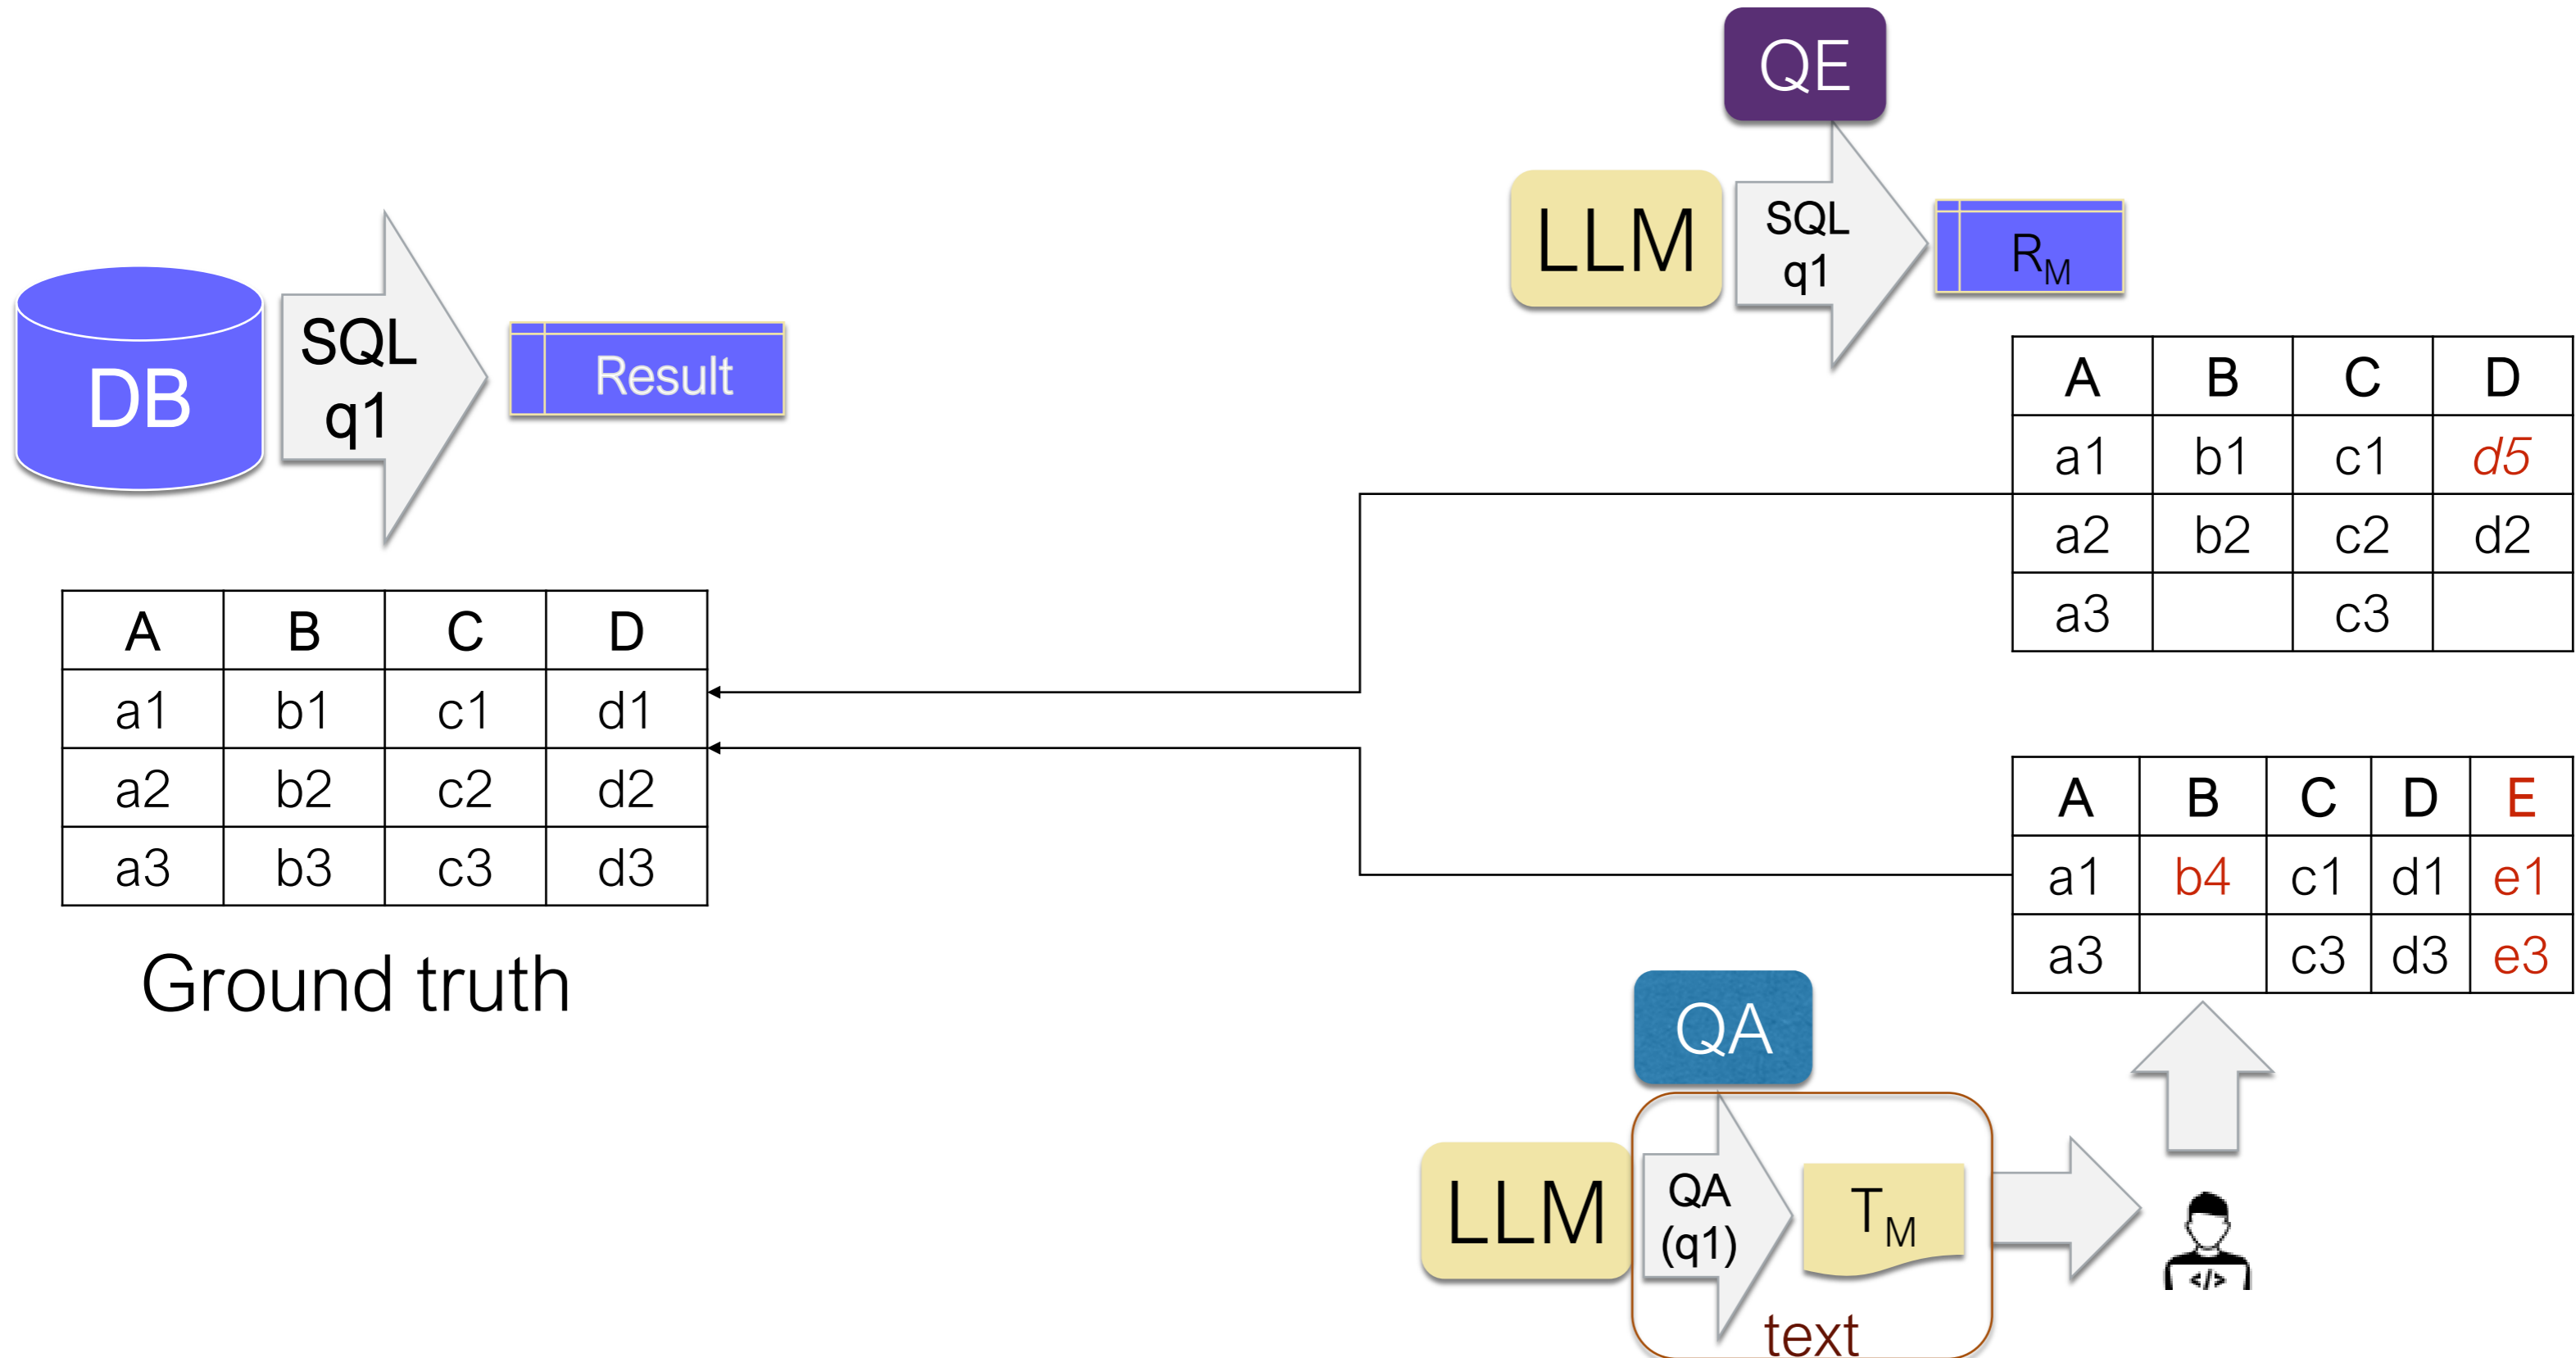 QE
LLM
SQL
q1
R_M
DB
SQL
q1
Result
A B C D
a1 b1 c1 d5
a2 b2 c2 d2
a3 c3
A B C D
a1 b1 c1 d1
a2 b2 c2 d2
a3 b3 c3 d3
Ground truth
A B C D E
a1 b4 c1 d1 e1
a3 c3 d3 e3
QA
LLM
QA
(q1)
T_M
text
</>